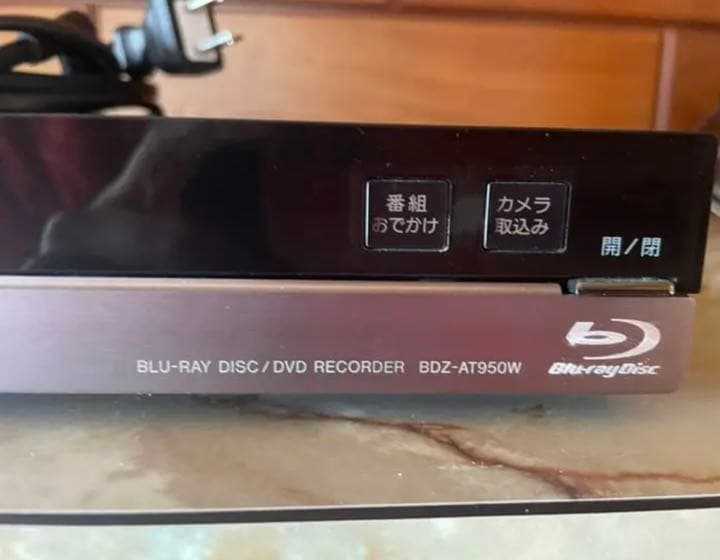 番組
おでかけ
カメラ
取込み
開/閉
BLU-RAY DISC/DVD RECORDER BDZ-AT950W
Blu-ray Disc